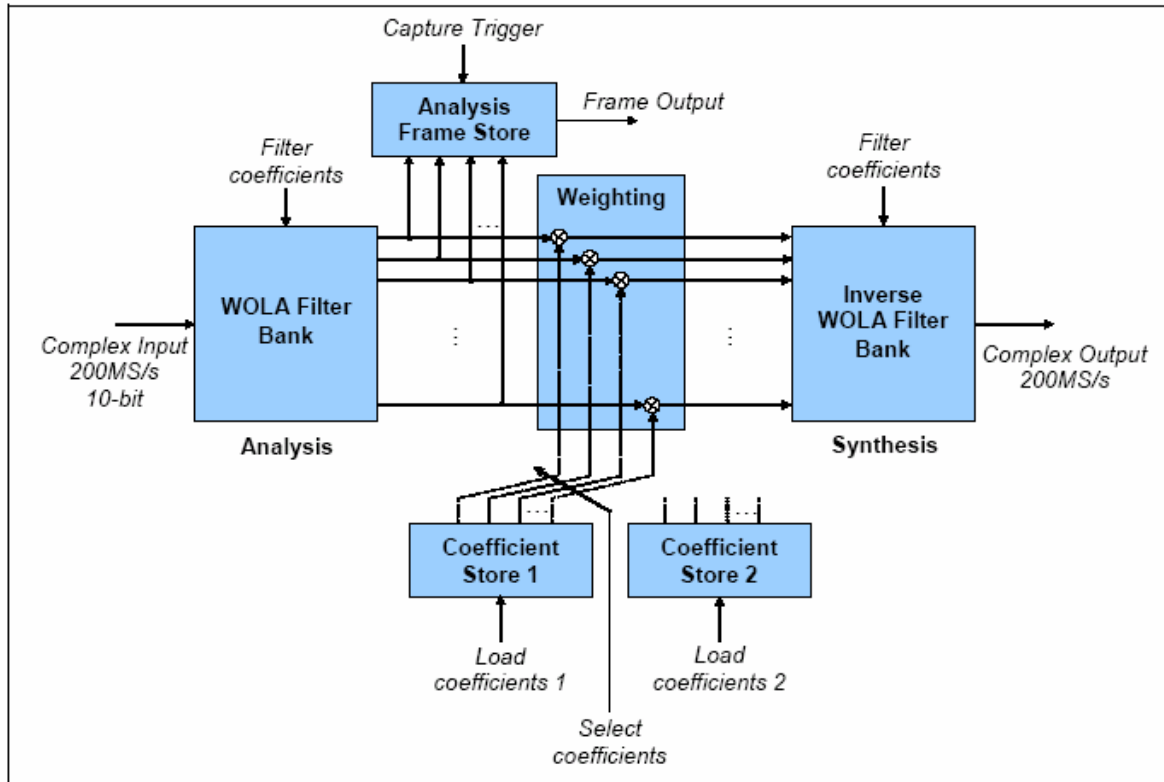 Capture Trigger
Analysis
Frame Store
Frame Output
Filter
coefficients
Weighting
Filter
coefficients
WOLA Filter
Bank
Inverse
WOLA Filter
Bank
Complex Input
200MS/s
10-bit
Complex Output
200MS/s
Analysis
Synthesis
Coefficient
Store 1
Coefficient
Store 2
Load
coefficients 1
Load
coefficients 2
Select
coefficients